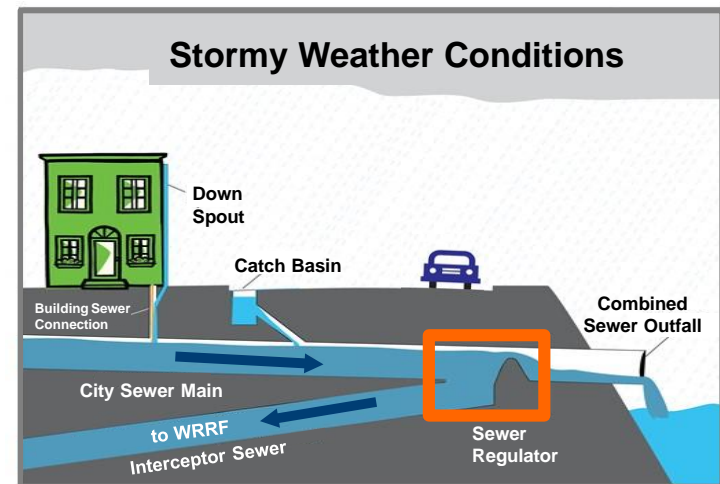 Stormy Weather Conditions
Down
Spout
Catch Basin
Building Sewer
Connection
Combined
Sewer Outfall
City Sewer Main
to WRRF
Interceptor Sewer
Sewer
Regulator